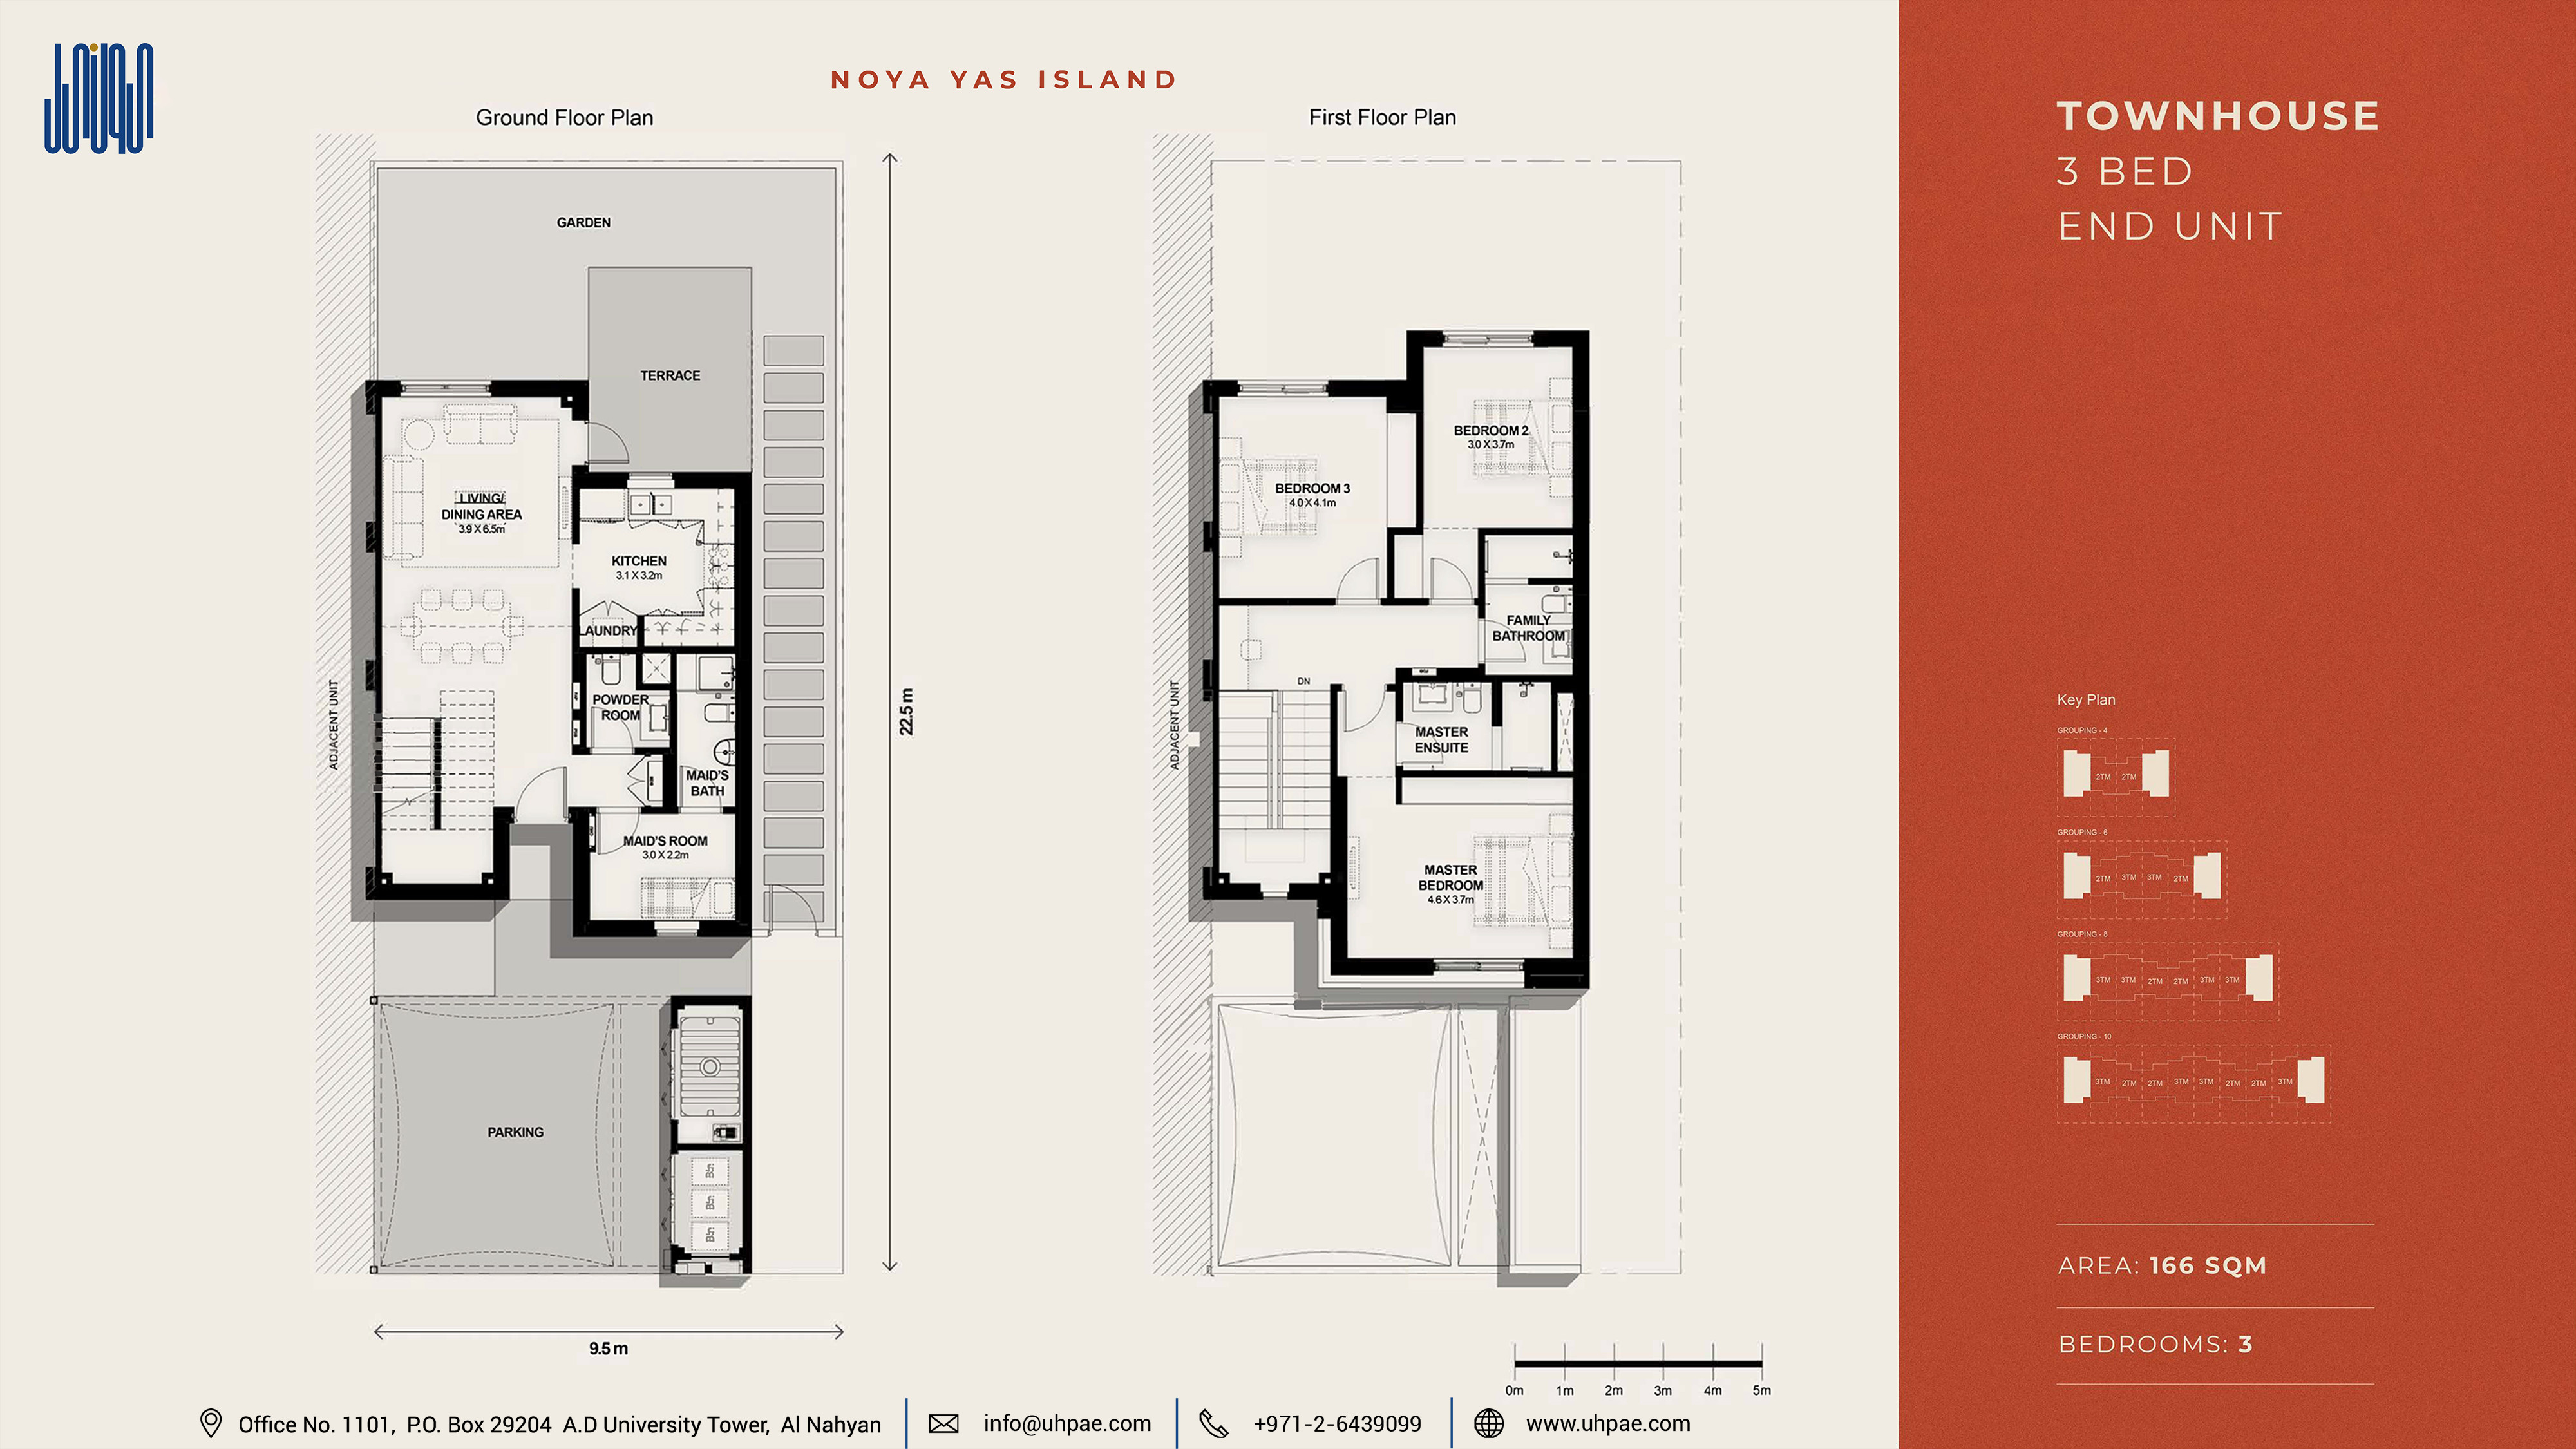 NOYA YAS ISLAND
Ground Floor Plan
GARDEN
TERRACE
LIVING/
DINING AREA
3.9 X 6.5m
KITCHEN
3.1 X 3.2m
LAUNDRY
POWDER
ROOM
MAID'S
BATH
MAID'S ROOM
3.0 X 2.2m
ADJACENT UNIT
PARKING
Bin
Bin
Bin
22.5 m
9.5 m
First Floor Plan
BEDROOM 2
3.0 X 3.7m
BEDROOM 3
4.0 X 4.1m
FAMILY
BATHROOM
DN
MASTER
ENSUITE
MASTER
BEDROOM
4.6 X 3.7m
ADJACENT UNIT
0m 1m 2m 3m 4m 5m
TOWNHOUSE
3 BED
END UNIT
Key Plan
GROUPING - 4
2TM 2TM
GROUPING - 6
2TM 3TM 3TM 2TM
GROUPING - 8
3TM 3TM 2TM 2TM 3TM 3TM
GROUPING - 10
3TM 2TM 2TM 3TM 3TM 2TM 2TM 3TM
AREA: 166 SQM
BEDROOMS: 3
Office No. 1101, P.O. Box 29204 A.D University Tower, Al Nahyan
info@uhpae.com
+971-2-6439099
www.uhpae.com